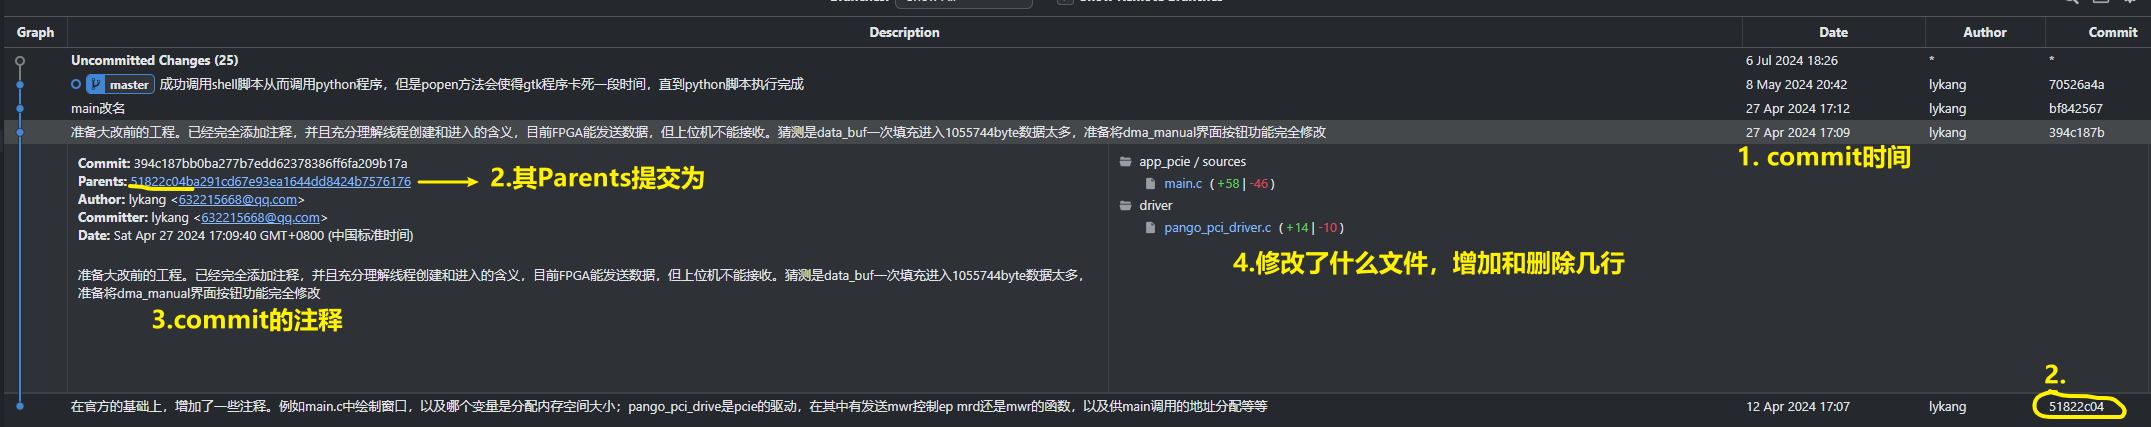 Graph Description Date Author Commit
Uncommitted Changes (25) 6 Jul 2024 18:26 * *
master 成功调用shell脚本从而调用python程序，但是popen方法会使得gtk程序卡死一段时间，直到python脚本执行完成 8 May 2024 20:42 lykang 70526a4a
main改名 27 Apr 2024 17:12 lykang bf842567
准备大改前的工程。已经完全添加注释，并且充分理解线程创建和进入的含义，目前FPGA能发送数据，但上位机不能接收。猜测是data_buf一次填充进入1055744byte数据太多，准备将dma_manual界面按钮功能完全修改 27 Apr 2024 17:09 lykang 394c187b
1. commit时间
Commit: 394c187bb0ba277b7edd62378386ff6fa209b17a
Parents: 51822c04ba291cd67e93ea1644dd8424b7576176
2.其Parents提交为
Author: lykang <632215668@qq.com>
Committer: lykang <632215668@qq.com>
Date: Sat Apr 27 2024 17:09:40 GMT+0800 (中国标准时间)
准备大改前的工程。已经完全添加注释，并且充分理解线程创建和进入的含义，目前FPGA能发送数据，但上位机不能接收。猜测是data_buf一次填充进入1055744byte数据太多，
准备将dma_manual界面按钮功能完全修改
3.commit的注释
app_pcie / sources
main.c ( +58 | -46 )
driver
pango_pci_driver.c ( +14 | -10 )
4.修改了什么文件，增加和删除几行
2.
在官方的基础上，增加了一些注释。例如main.c中绘制窗口，以及哪个变量是分配内存空间大小；pango_pci_drive是pcie的驱动，在其中有发送mwr控制ep mrd还是mwr的函数，以及供main调用的地址分配等等 12 Apr 2024 17:07 lykang 51822c04